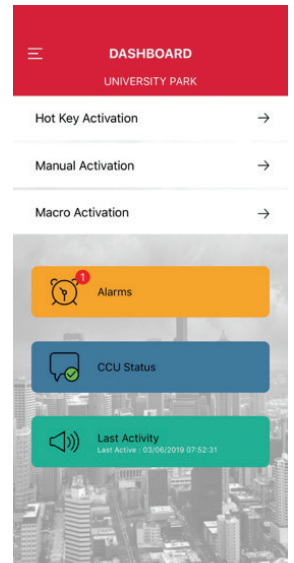 DASHBOARD
UNIVERSITY PARK
Hot Key Activation
Manual Activation
Macro Activation
1
Alarms
CCU Status
Last Activity
Last Active : 03/06/2019 07:52:31